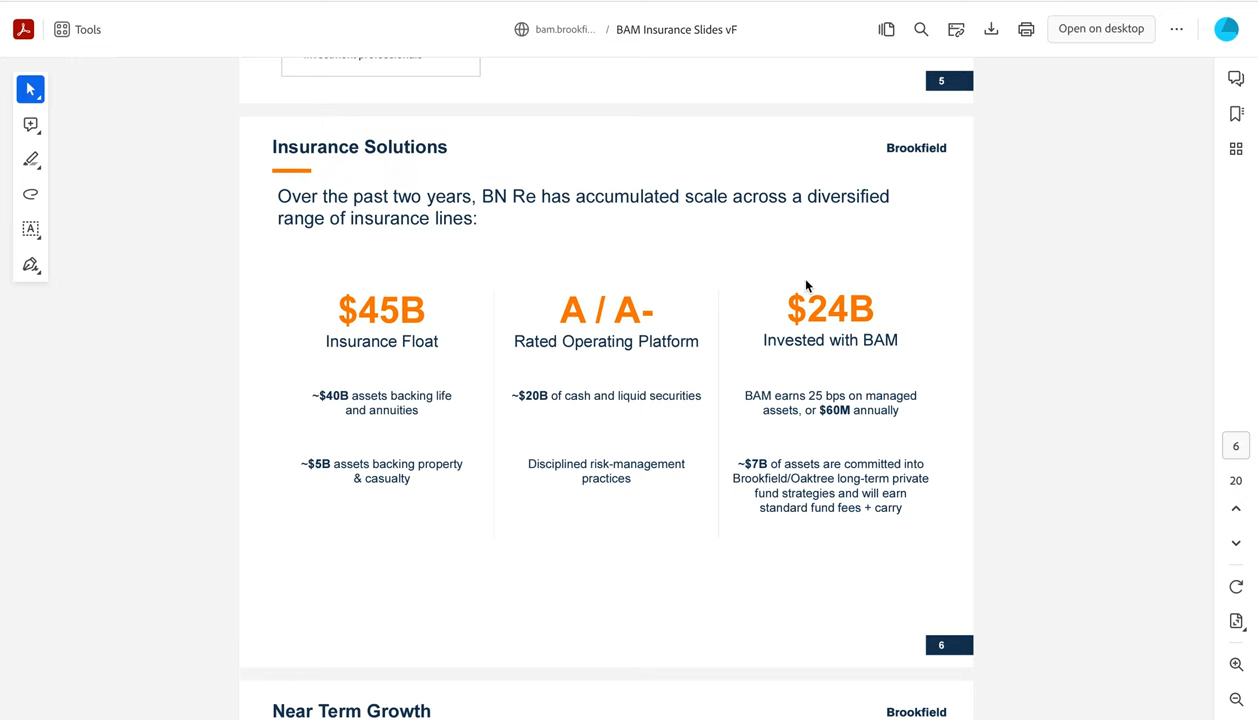 Tools
bam.brookfi... / BAM Insurance Slides vF
Open on desktop
5
Insurance Solutions
Brookfield
Over the past two years, BN Re has accumulated scale across a diversified
range of insurance lines:
$45B
Insurance Float
~$40B assets backing life
and annuities
~$5B assets backing property
& casualty
A / A-
Rated Operating Platform
~$20B of cash and liquid securities
Disciplined risk-management
practices
$24B
Invested with BAM
BAM earns 25 bps on managed
assets, or $60M annually
~$7B of assets are committed into
Brookfield/Oaktree long-term private
fund strategies and will earn
standard fund fees + carry
6
Near Term Growth
Brookfield
6
20